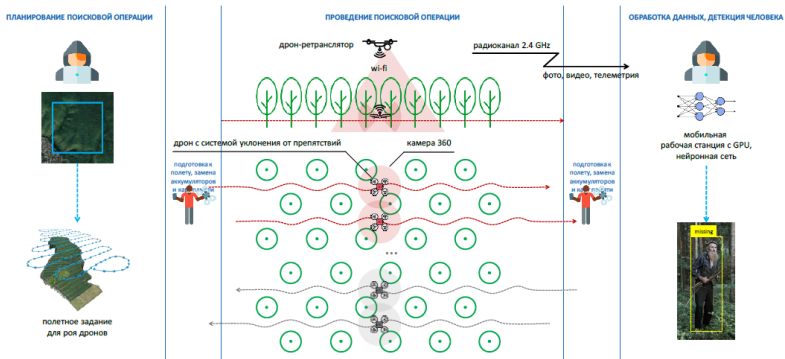 ПЛАНИРОВАНИЕ ПОИСКОВОЙ ОПЕРАЦИИ
ПРОВЕДЕНИЕ ПОИСКОВОЙ ОПЕРАЦИИ
ОБРАБОТКА ДАННЫХ, ДЕТЕКЦИЯ ЧЕЛОВЕКА
дрон-ретранслятор
wi-fi
радиоканал 2.4 GHz
фото, видео, телеметрия
дрон с системой уклонения от препятствий
камера 360
подготовка к
полету, замена
аккумуляторов
и
подготовка к
полету, замена
аккумуляторов
и
мобильная
рабочая станция с GPU,
нейронная сеть
...
missing
полетное задание
для роя дронов